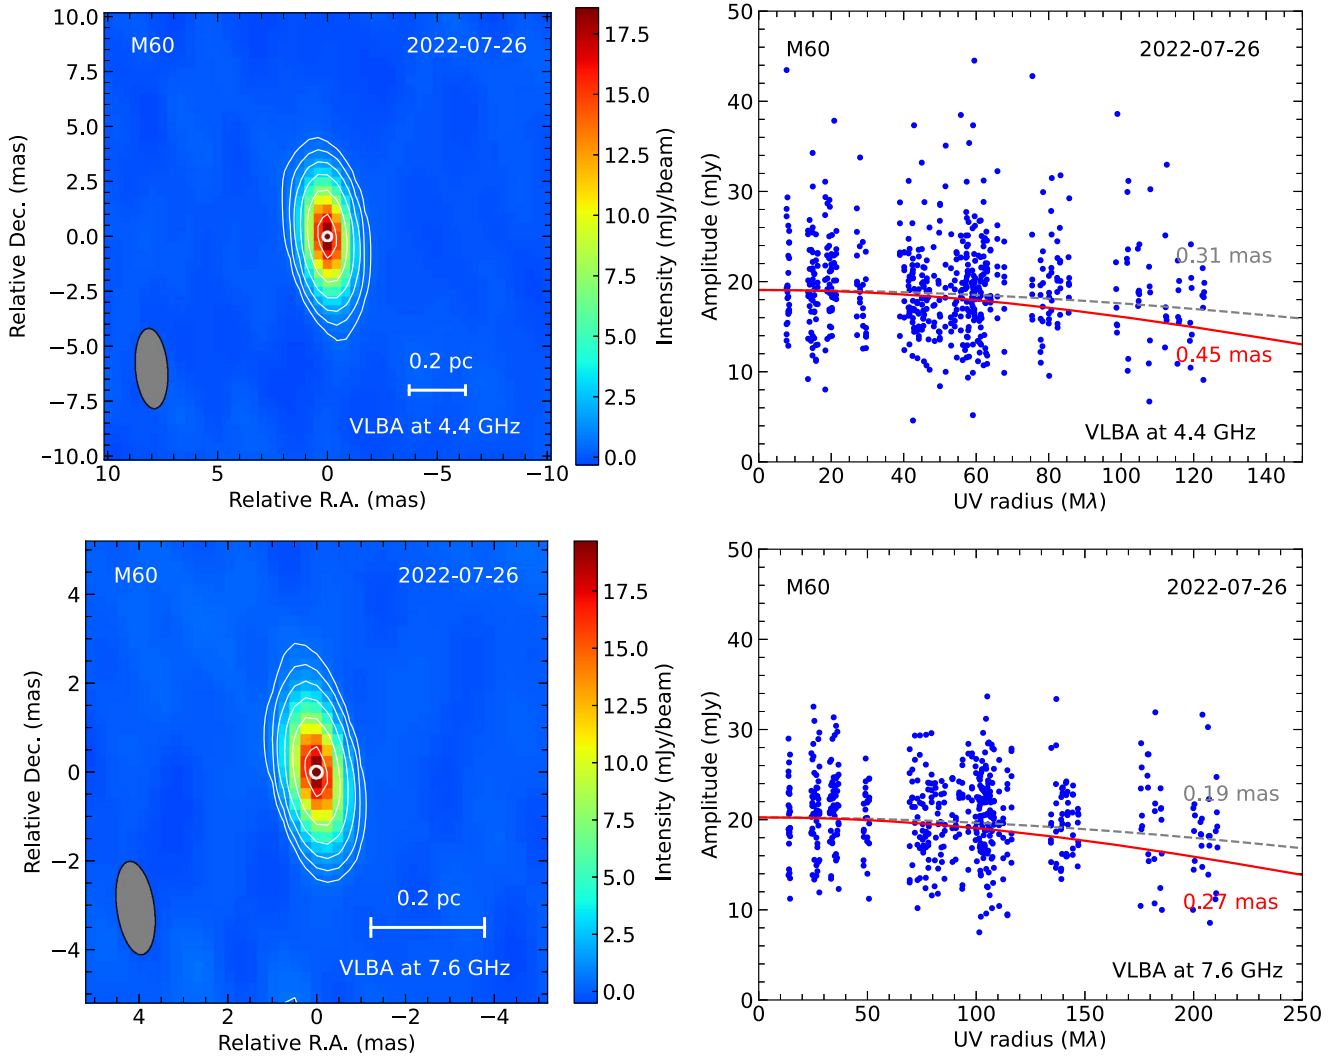 M60 2022-07-26
10.0
7.5
5.0
2.5
0.0
−2.5
−5.0
−7.5
−10.0
Relative Dec. (mas)
0.2 pc
VLBA at 4.4 GHz
10 5 0 −5 −10
Relative R.A. (mas)
17.5
15.0
12.5
10.0
7.5
5.0
2.5
0.0
Intensity (mJy/beam)
M60 2022-07-26
50
40
30
20
10
0
Amplitude (mJy)
0.31 mas
0.45 mas
VLBA at 4.4 GHz
0 20 40 60 80 100 120 140
UV radius (Mλ)
M60 2022-07-26
4
2
0
−2
−4
Relative Dec. (mas)
0.2 pc
VLBA at 7.6 GHz
4 2 0 −2 −4
Relative R.A. (mas)
17.5
15.0
12.5
10.0
7.5
5.0
2.5
0.0
Intensity (mJy/beam)
M60 2022-07-26
50
40
30
20
10
0
Amplitude (mJy)
0.19 mas
0.27 mas
VLBA at 7.6 GHz
0 50 100 150 200 250
UV radius (Mλ)